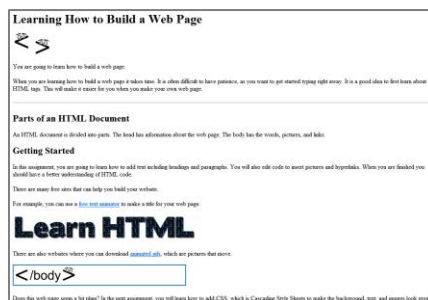 Learning How to Build a Web Page
< >
You are going to learn how to build a web page.
When you are learning how to build a web page it takes time. It is often difficult to have patience, as you want to get started typing right away. It is a good idea to first learn about
HTML tags. This will make it easier for you when you make your own web page.
Parts of an HTML Document
An HTML document is divided into parts. The head has information about the web page. The body has the words, pictures, and links.
Getting Started
In this assignment, you are going to learn how to add text including headings and paragraphs. You will also edit code to insert pictures and hyperlinks. When you are finished you
should have a better understanding of HTML code.
There are many free sites that can help you build your website.
For example, you can use a free text animator to make a title for your web page.
Learn HTML
There are also websites where you can download animated gifs, which are pictures that move.
</body>
Does this web page seem a bit plain? In the next assignment, you will learn how to add CSS, which is Cascading Style Sheets to make the background, text, and images look more